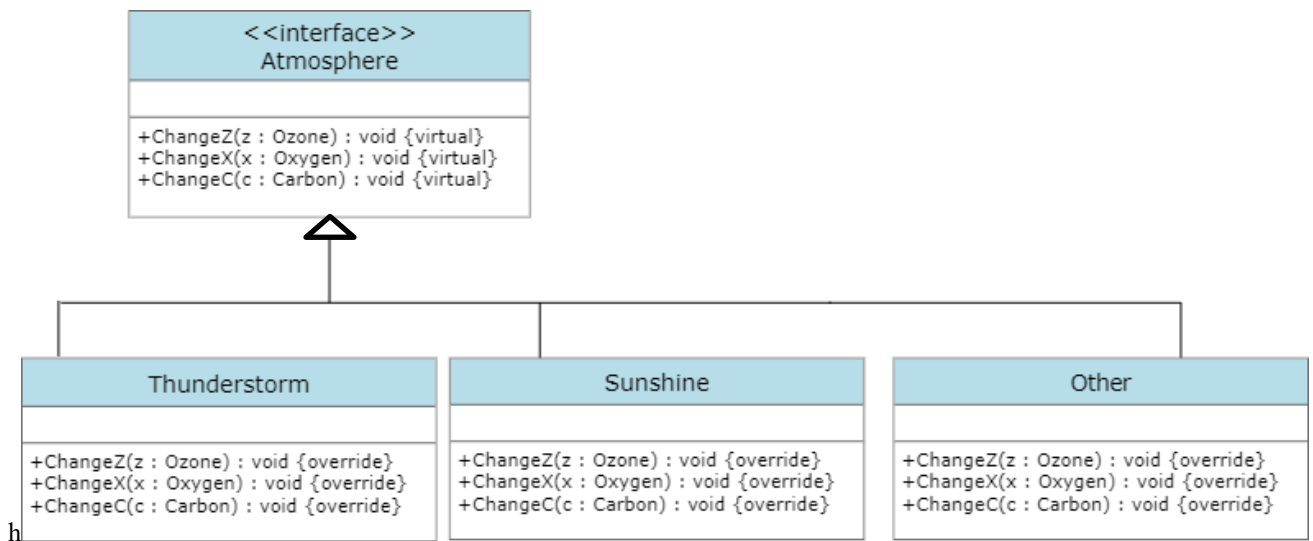 <<interface>>
Atmosphere
+ChangeZ(z : Ozone) : void {virtual}
+ChangeX(x : Oxygen) : void {virtual}
+ChangeC(c : Carbon) : void {virtual}
Thunderstorm
+ChangeZ(z : Ozone) : void {override}
+ChangeX(x : Oxygen) : void {override}
+ChangeC(c : Carbon) : void {override}
Sunshine
+ChangeZ(z : Ozone) : void {override}
+ChangeX(x : Oxygen) : void {override}
+ChangeC(c : Carbon) : void {override}
Other
+ChangeZ(z : Ozone) : void {override}
+ChangeX(x : Oxygen) : void {override}
+ChangeC(c : Carbon) : void {override}
h